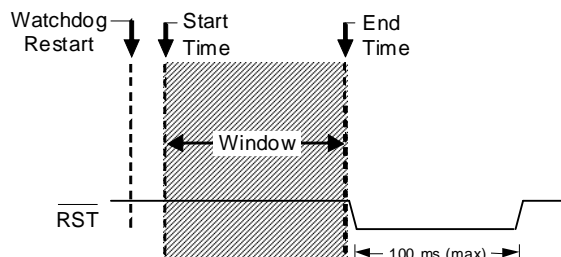 Watchdog
Restart
Start
Time
End
Time
Window
RST
100 ms (max)